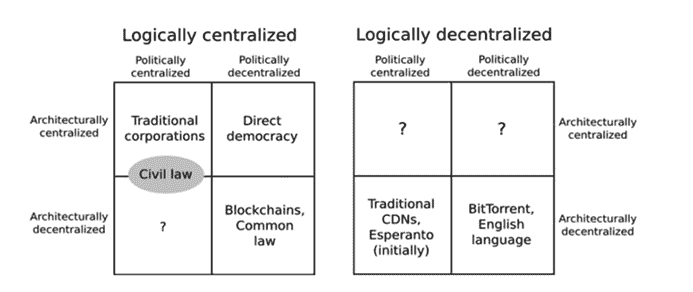 Logically centralized
Politically centralized
Politically decentralized
Architecturally centralized
Traditional corporations
Direct democracy
Civil law
Architecturally decentralized
?
Blockchains, Common law
Logically decentralized
Politically centralized
Politically decentralized
?
?
Architecturally centralized
Traditional CDNs, Esperanto (initially)
BitTorrent, English language
Architecturally decentralized